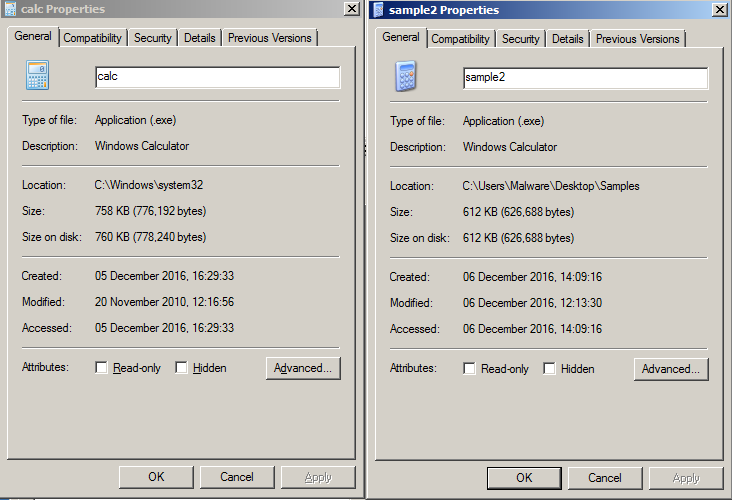 calc Properties
General Compatibility Security Details Previous Versions
calc
Type of file: Application (.exe)
Description: Windows Calculator
Location: C:\Windows\system32
Size: 758 KB (776,192 bytes)
Size on disk: 760 KB (778,240 bytes)
Created: 05 December 2016, 16:29:33
Modified: 20 November 2010, 12:16:56
Accessed: 05 December 2016, 16:29:33
Attributes: Read-only Hidden Advanced...
OK Cancel Apply
sample2 Properties
General Compatibility Security Details Previous Versions
sample2
Type of file: Application (.exe)
Description: Windows Calculator
Location: C:\Users\Malware\Desktop\Samples
Size: 612 KB (626,688 bytes)
Size on disk: 612 KB (626,688 bytes)
Created: 06 December 2016, 14:09:16
Modified: 06 December 2016, 12:13:30
Accessed: 06 December 2016, 14:09:16
Attributes: Read-only Hidden Advanced...
OK Cancel Apply